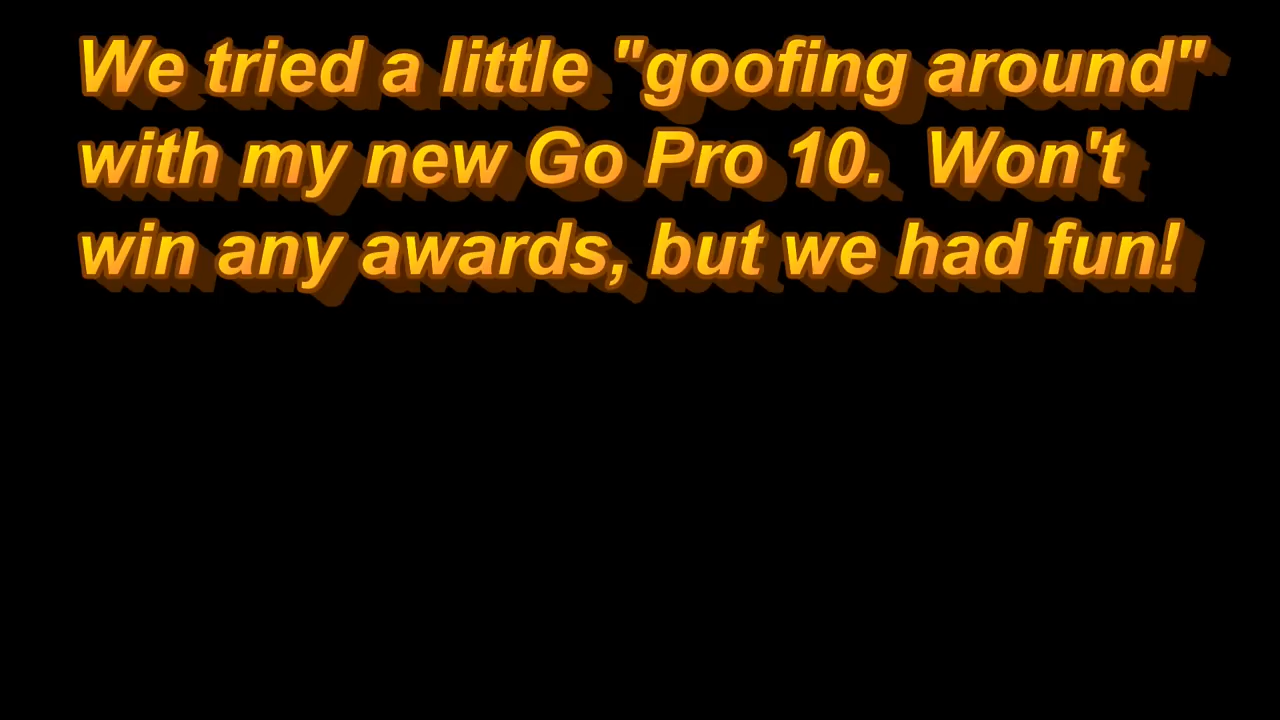 We tried a little "goofing around"
with my new Go Pro 10.  Won't
win any awards, but we had fun!